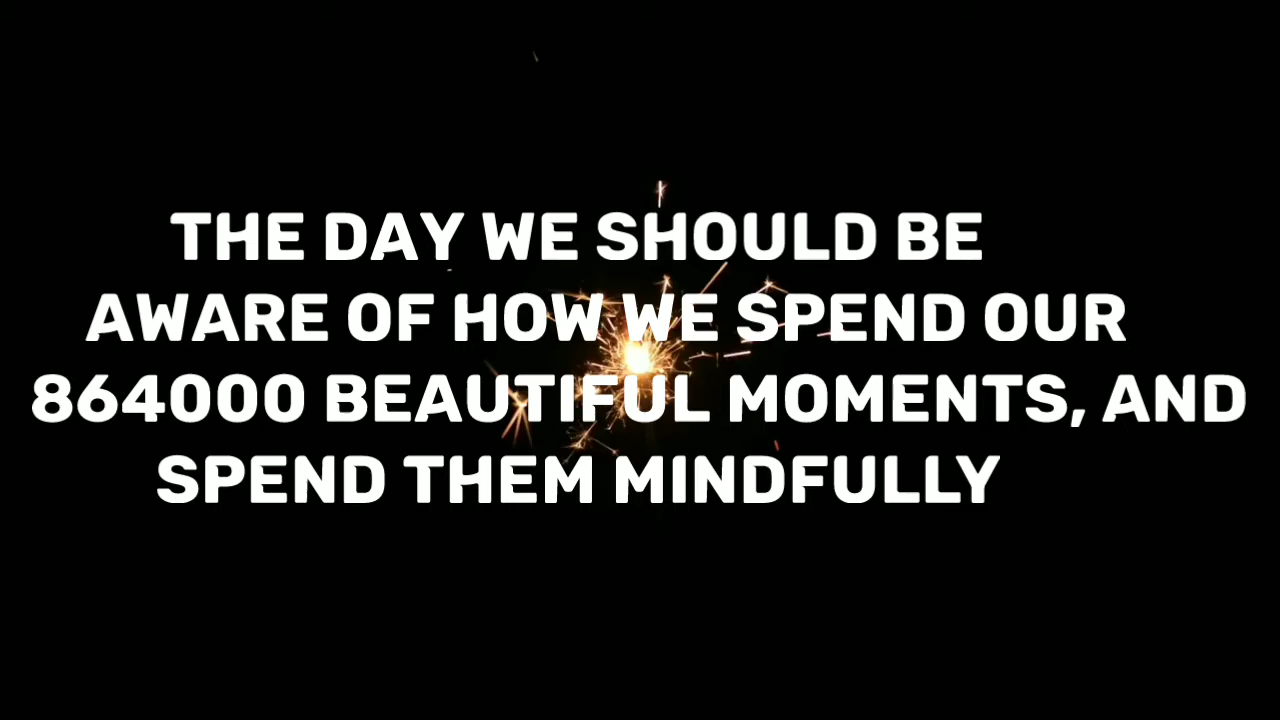 THE DAY WE SHOULD BE
AWARE OF HOW WE SPEND OUR
864000 BEAUTIFUL MOMENTS, AND
SPEND THEM MINDFULLY